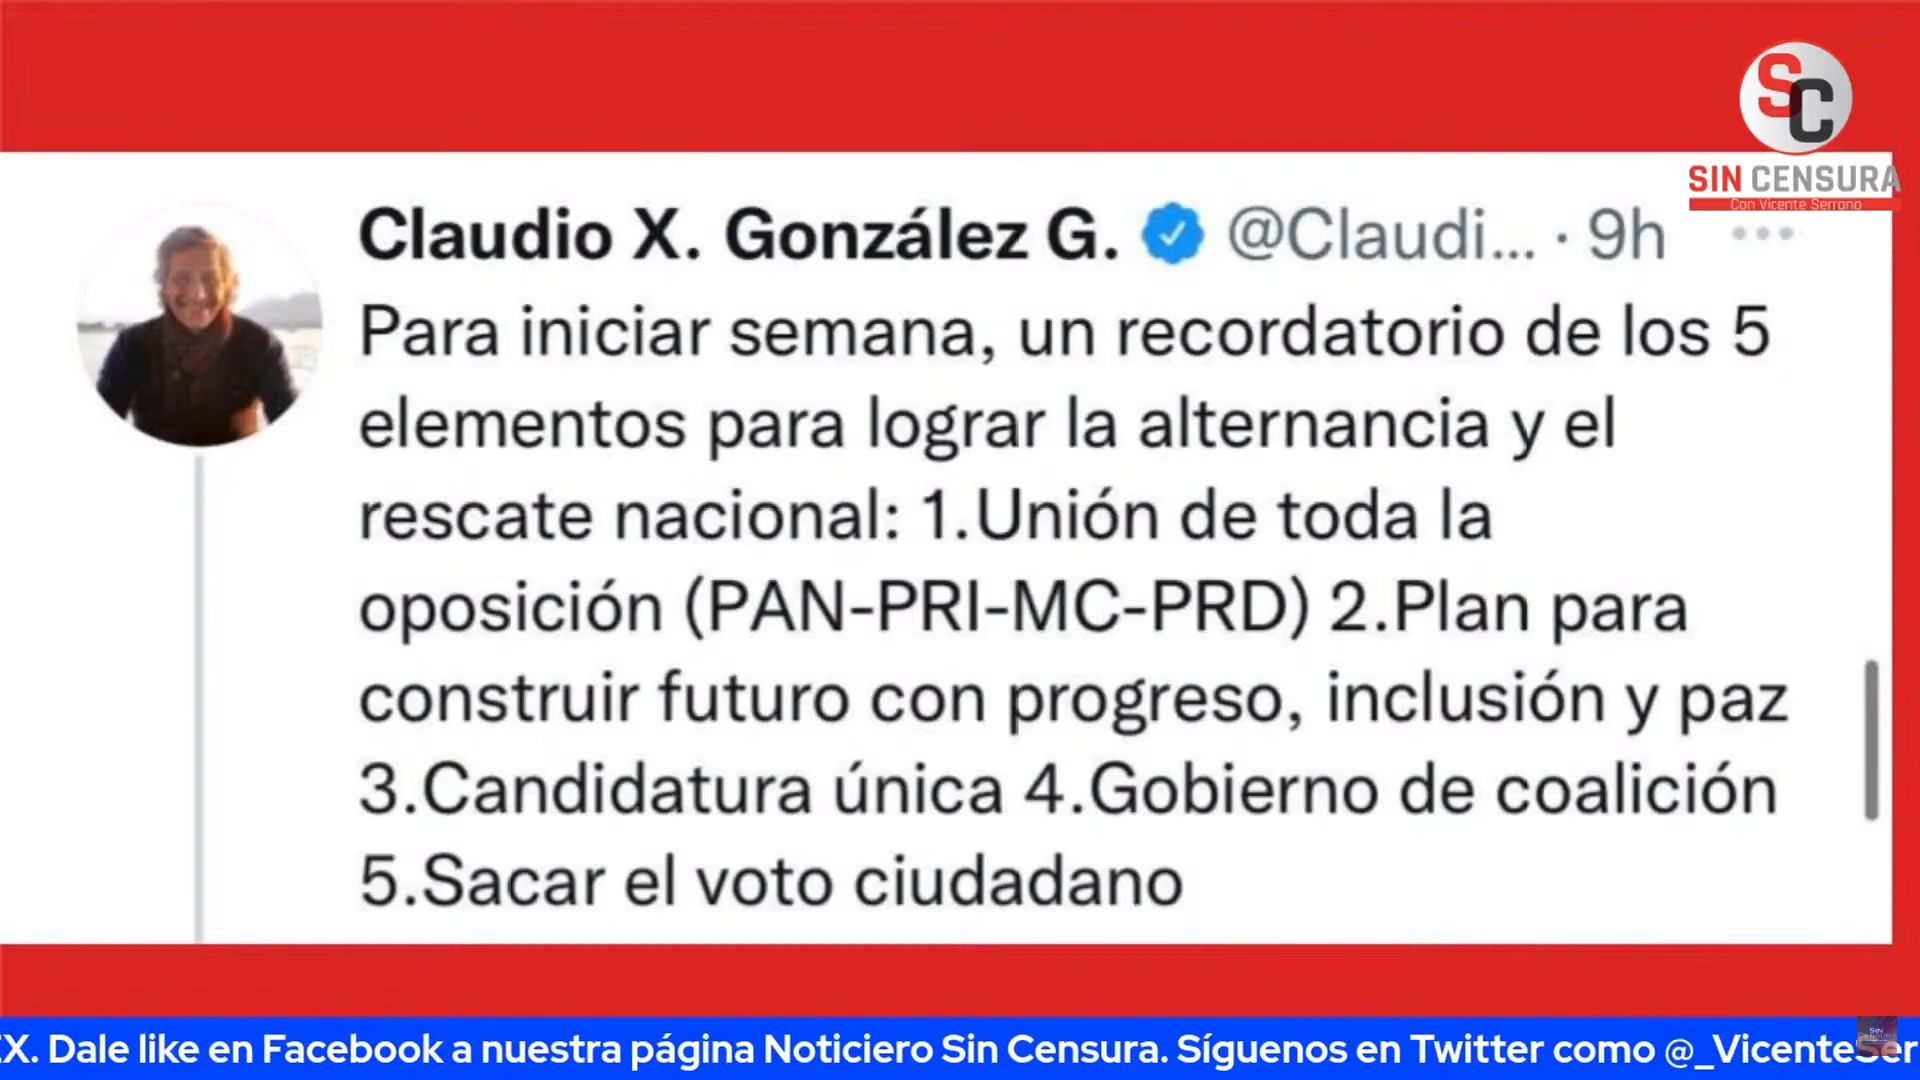 SC
SIN CENSURA
Con Vicente Serrano
Claudio X. González G. @Claudi... · 9h
Para iniciar semana, un recordatorio de los 5
elementos para lograr la alternancia y el
rescate nacional: 1.Unión de toda la
oposición (PAN-PRI-MC-PRD) 2.Plan para
construir futuro con progreso, inclusión y paz
3.Candidatura única 4.Gobierno de coalición
5.Sacar el voto ciudadano
EX. Dale like en Facebook a nuestra página Noticiero Sin Censura. Síguenos en Twitter como @_VicenteSer